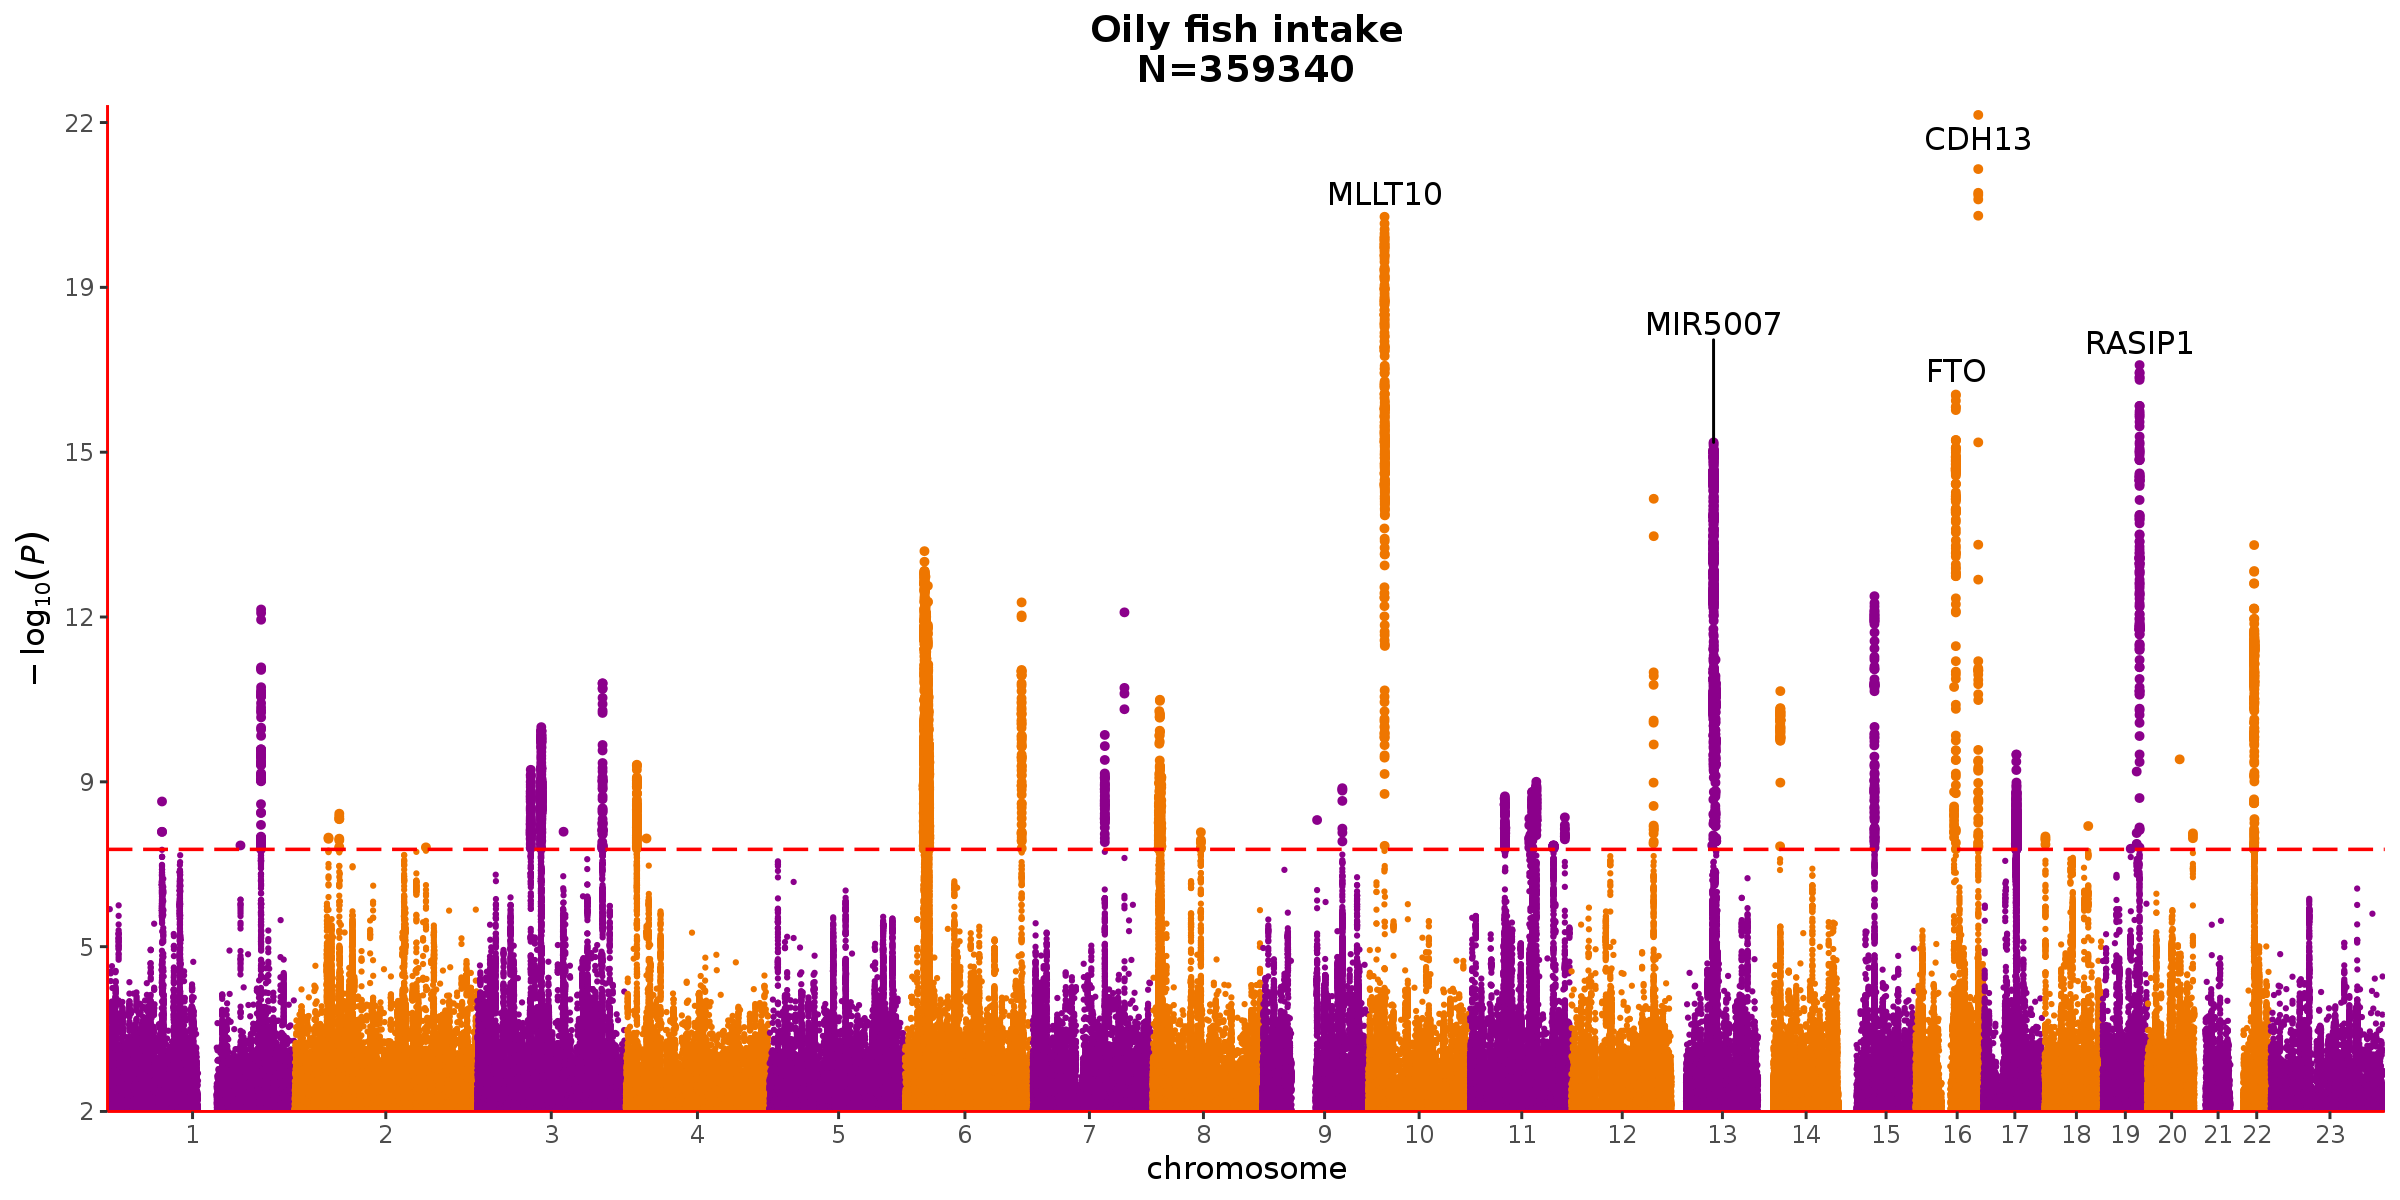 Oily fish intake
N=359340
22
19
15
12
9
5
2
−log10(P)
CDH13
MLLT10
MIR5007
RASIP1
FTO
1 2 3 4 5 6 7 8 9 10 11 12 13 14 15 16 17 18 19 20 21 22 23
chromosome